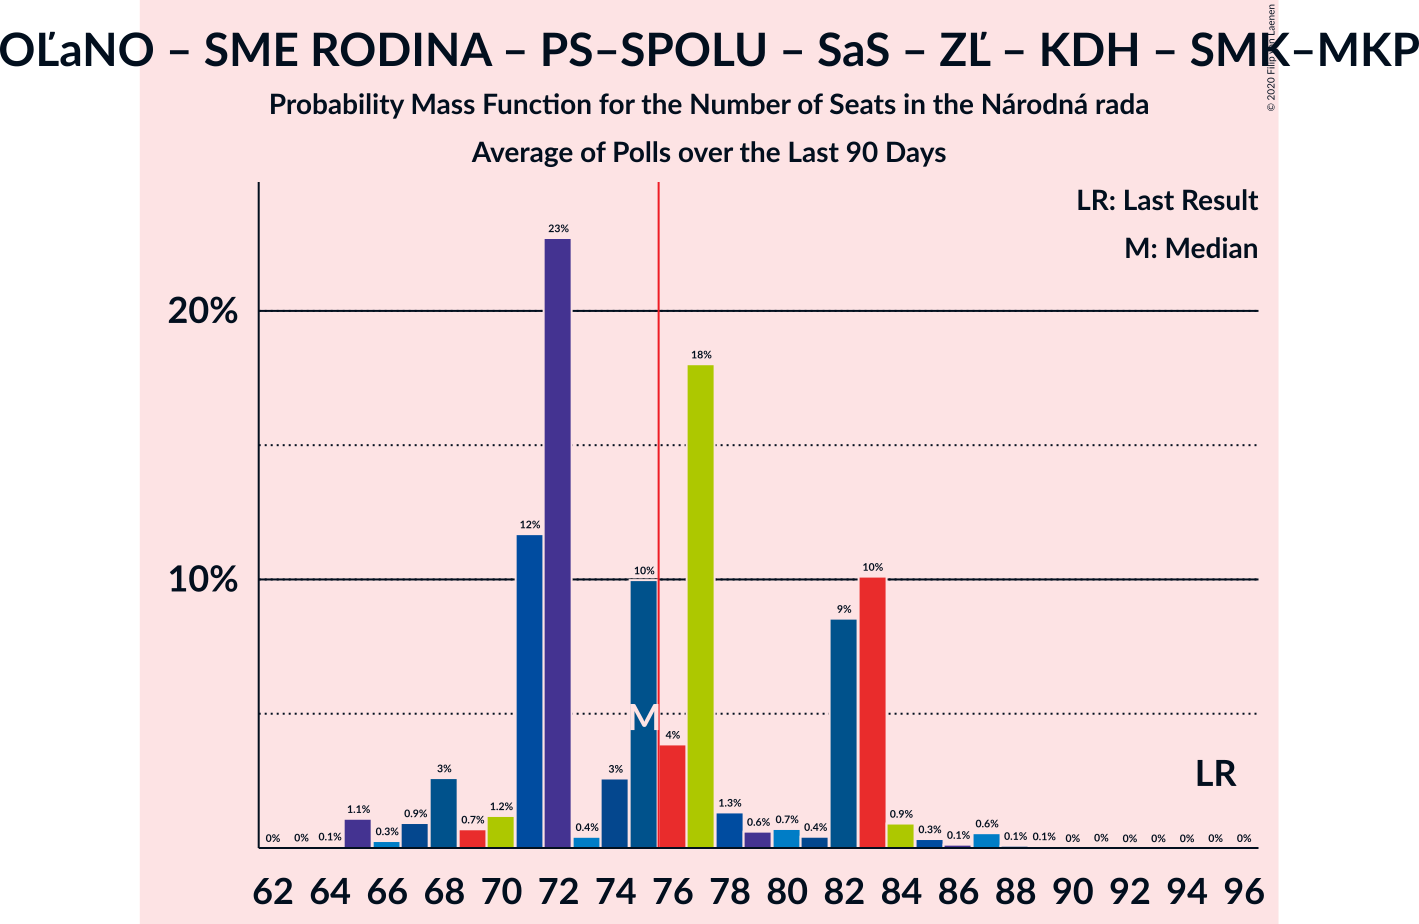 OĽaNO – SME RODINA – PS–SPOLU – SaS – ZĽ – KDH – SMK–MKP
Probability Mass Function for the Number of Seats in the Národná rada
Average of Polls over the Last 90 Days
© 2020 Filip van Laenen
LR: Last Result
M: Median
20%
10%
0% 0% 0.1% 1.1% 0.3% 0.9% 3% 0.7% 1.2% 12% 23% 0.4% 3% 10% 4% 18% 1.3% 0.6% 0.7% 0.4% 9% 10% 0.9% 0.3% 0.1% 0.6% 0.1% 0.1% 0% 0% 0% 0% 0% 0% 0%
M
LR
62 64 66 68 70 72 74 76 78 80 82 84 86 88 90 92 94 96